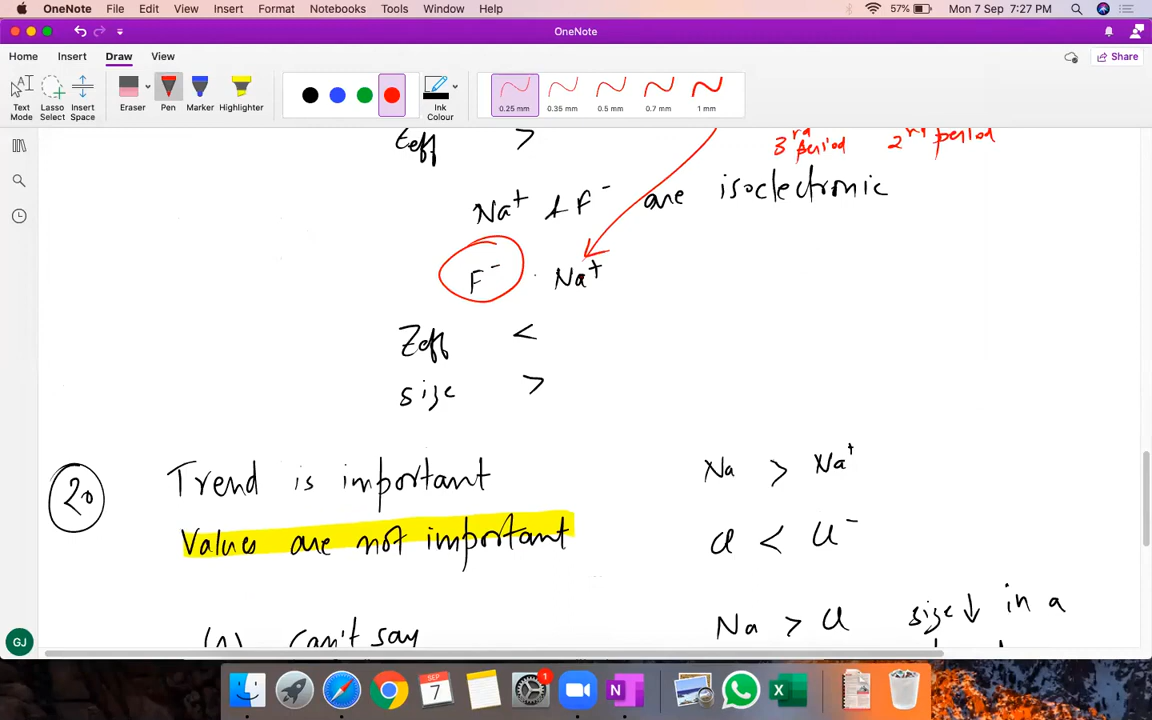 OneNote File Edit View Insert Format Notebooks Tools Window Help 57% Mon 7 Sep 7:27 PM
OneNote
Home Insert Draw View Share
Text Mode Lasso Select Insert Space Eraser Pen Marker Highlighter Ink Colour 0.25 mm 0.35 mm 0.5 mm 0.7 mm 1 mm
Zeff > 3rd period 2nd period
Na+ & F- are isoelectronic
F- Na+
Zeff <
size >
20 Trend is important Na > Na+
Values are not important Cl < Cl-
Na > Cl size ↓ in a
can't say
GJ
SEP 7 1